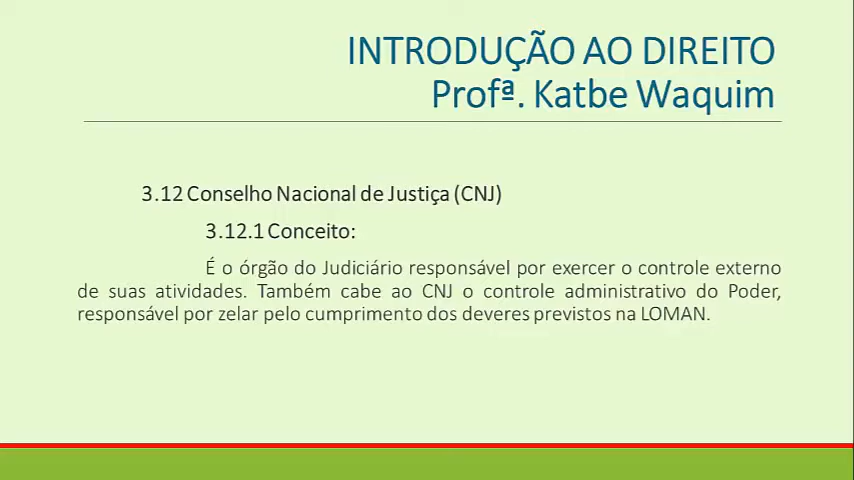 INTRODUÇÃO AO DIREITO
Profª. Katbe Waquim
3.12 Conselho Nacional de Justiça (CNJ)
3.12.1 Conceito:
É o órgão do Judiciário responsável por exercer o controle externo
de suas atividades. Também cabe ao CNJ o controle administrativo do Poder,
responsável por zelar pelo cumprimento dos deveres previstos na LOMAN.